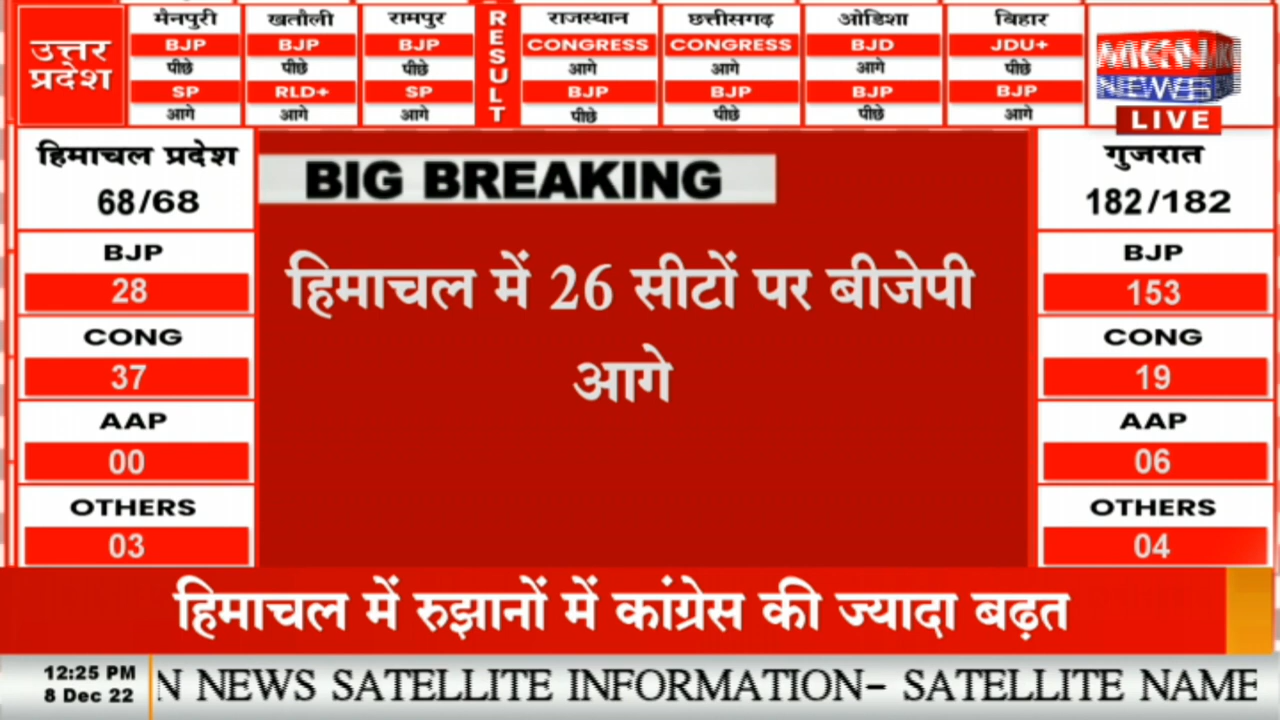 उत्तर
प्रदेश
मैनपुरी
BJP
पीछे
SP
आगे
खतौली
BJP
पीछे
RLD+
आगे
रामपुर
BJP
पीछे
SP
आगे
RESULT
राजस्थान
CONGRESS
आगे
BJP
पीछे
छत्तीसगढ़
CONGRESS
आगे
BJP
पीछे
ओडिशा
BJD
आगे
BJP
पीछे
बिहार
JDU+
पीछे
BJP
आगे
NEWS
LIVE
हिमाचल प्रदेश
68/68
BJP
28
CONG
37
AAP
00
OTHERS
03
BIG BREAKING
हिमाचल में 26 सीटों पर बीजेपी
आगे
गुजरात
182/182
BJP
153
CONG
19
AAP
06
OTHERS
04
हिमाचल में रुझानों में कांग्रेस की ज्यादा बढ़त
12:25 PM
8 Dec 22
N NEWS SATELLITE INFORMATION- SATELLITE NAME